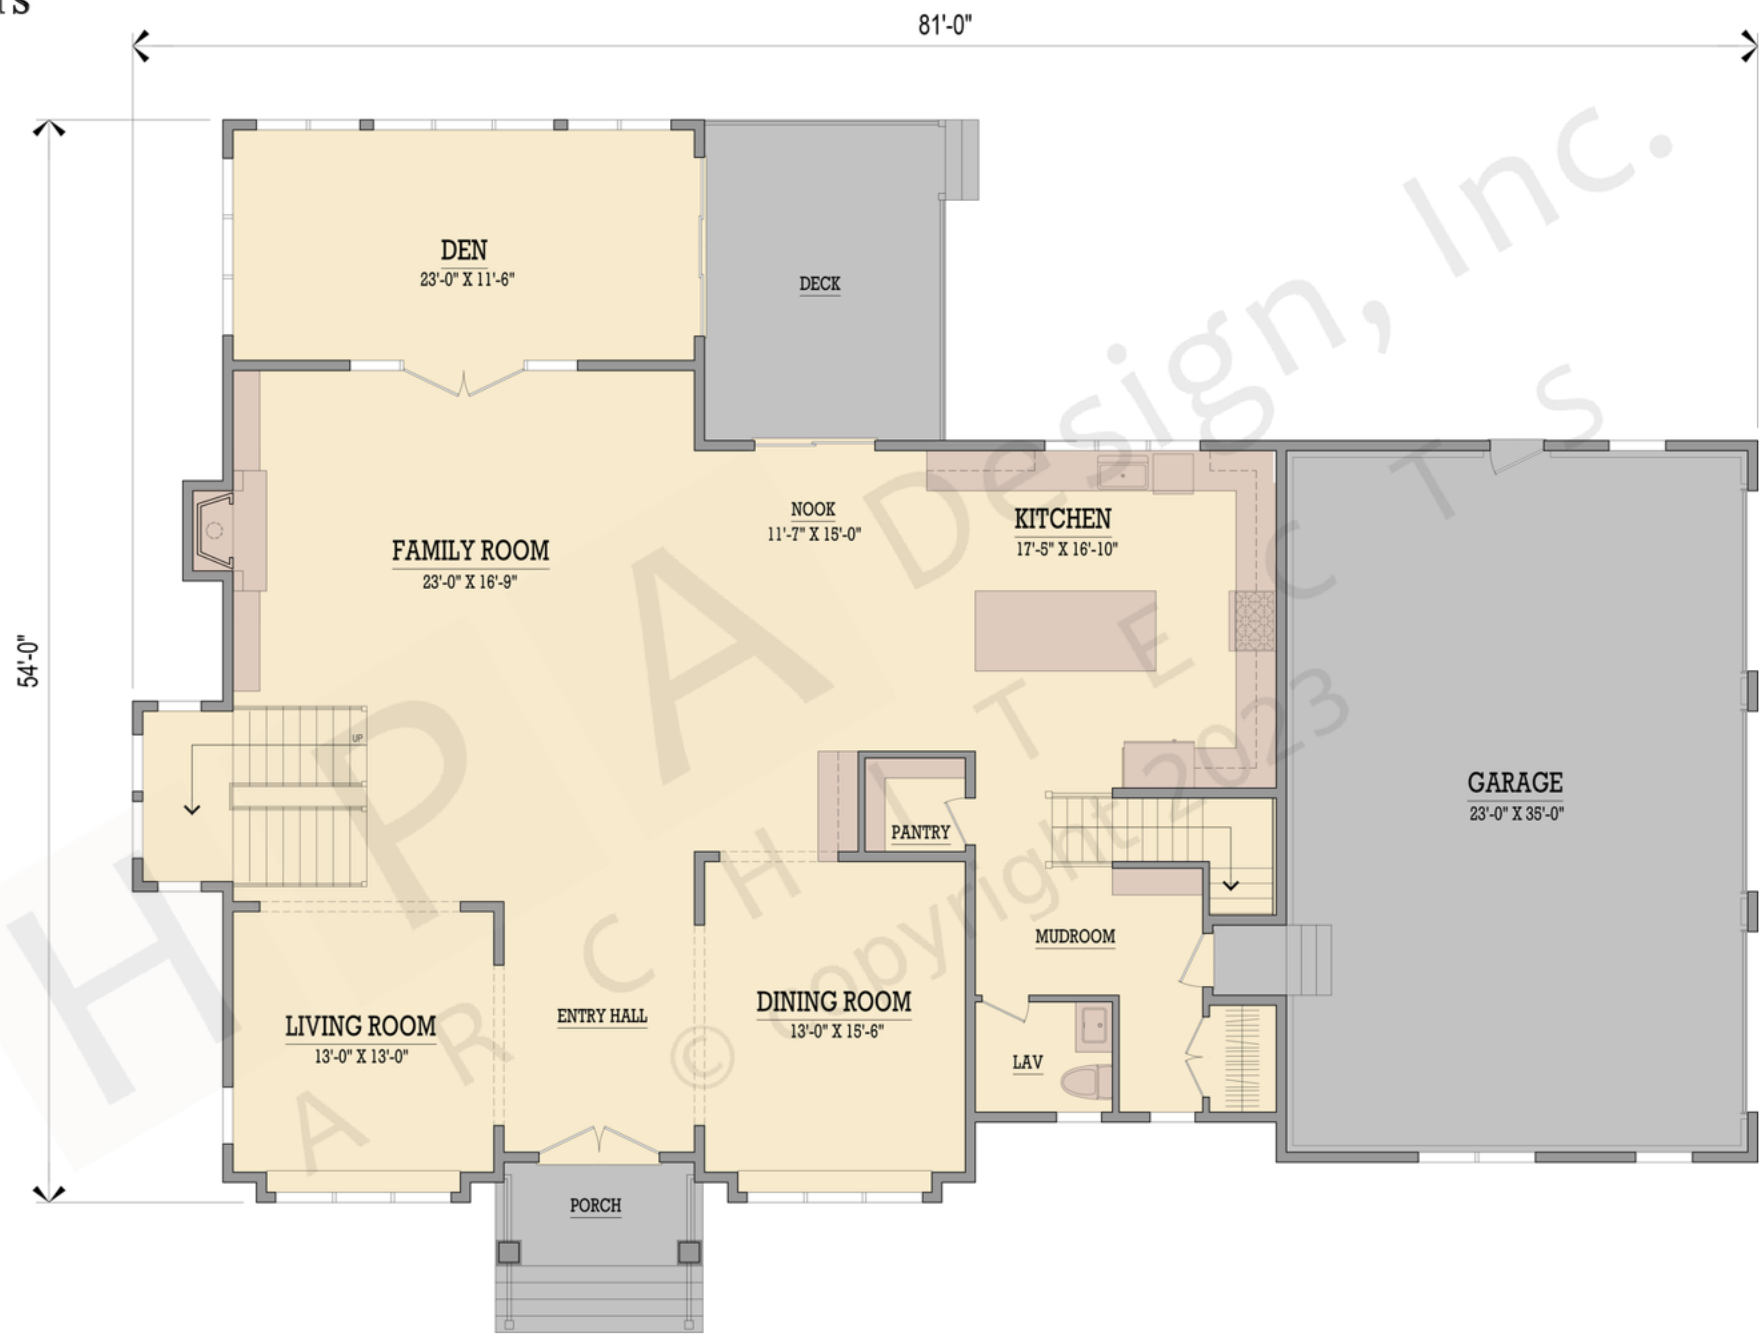 81'-0"
DEN
23'-0" X 11'-6"
DECK
54'-0"
FAMILY ROOM
23'-0" X 16'-9"
NOOK
11'-7" X 15'-0"
KITCHEN
17'-5" X 16'-10"
UP
PANTRY
GARAGE
23'-0" X 35'-0"
MUDROOM
LIVING ROOM
13'-0" X 13'-0"
ENTRY HALL
DINING ROOM
13'-0" X 15'-6"
LAV
PORCH
HPA Design, Inc.
ARCHITECTS
© Copyright 2023